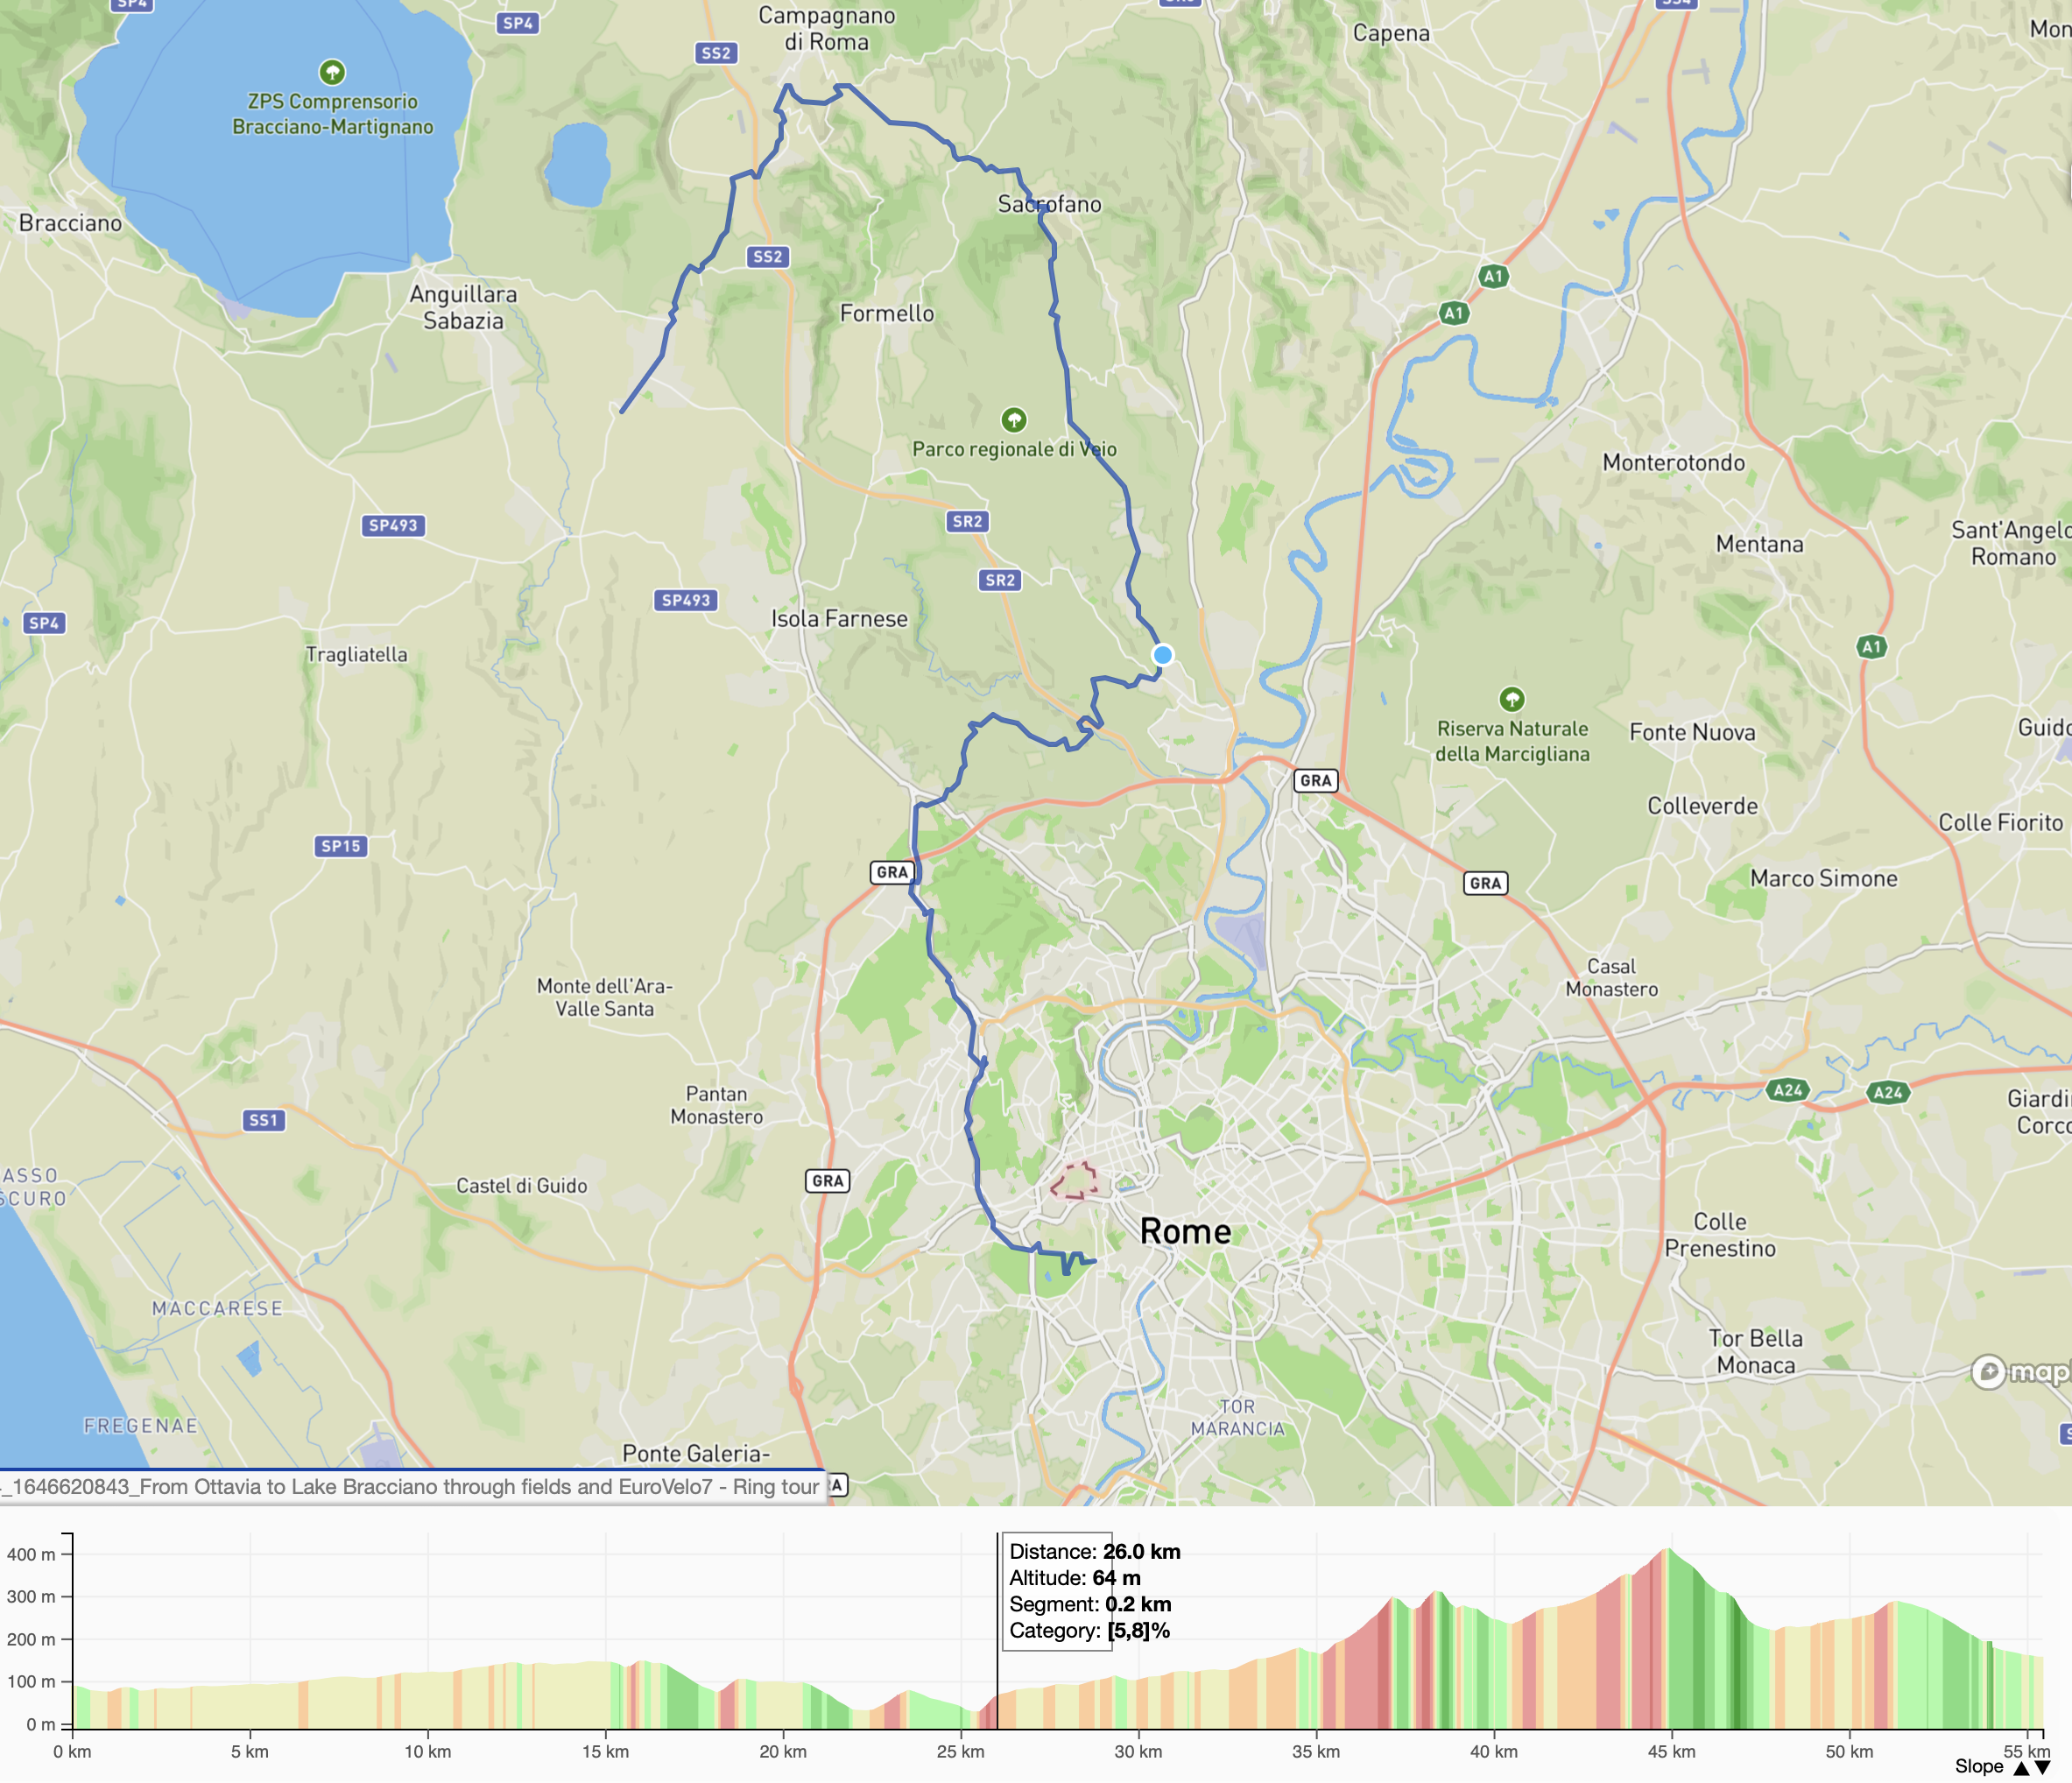 SP4
SP4
SS2
Campagnano
di Roma
Capena
SS4
ZPS Comprensorio
Bracciano-Martignano
Bracciano
Sacrofano
SS2
Anguillara
Sabazia
Formello
A1
A1
Parco regionale di Veio
Monterotondo
SP493
SR2
Mentana
Sant'Angelo
Romano
SR2
SP493
SP4
Isola Farnese
Tragliatella
A1
Riserva Naturale
della Marcigliana
Fonte Nuova
GRA
Colleverde
Colle Fiorito
SP15
GRA
GRA
Marco Simone
Casal
Monastero
Monte dell'Ara-
Valle Santa
Pantan
Monastero
A24
A24
SS1
GRA
Castel di Guido
Rome
Colle
Prenestino
MACCARESE
Tor Bella
Monaca
map
FREGENAE
TOR
MARANCIA
Ponte Galeria-
_1646620843_From Ottavia to Lake Bracciano through fields and EuroVelo7 - Ring tour
Distance: 26.0 km
Altitude: 64 m
Segment: 0.2 km
Category: [5,8]%
400 m
300 m
200 m
100 m
0 m
0 km 5 km 10 km 15 km 20 km 25 km 30 km 35 km 40 km 45 km 50 km 55 km
Slope ▲▼